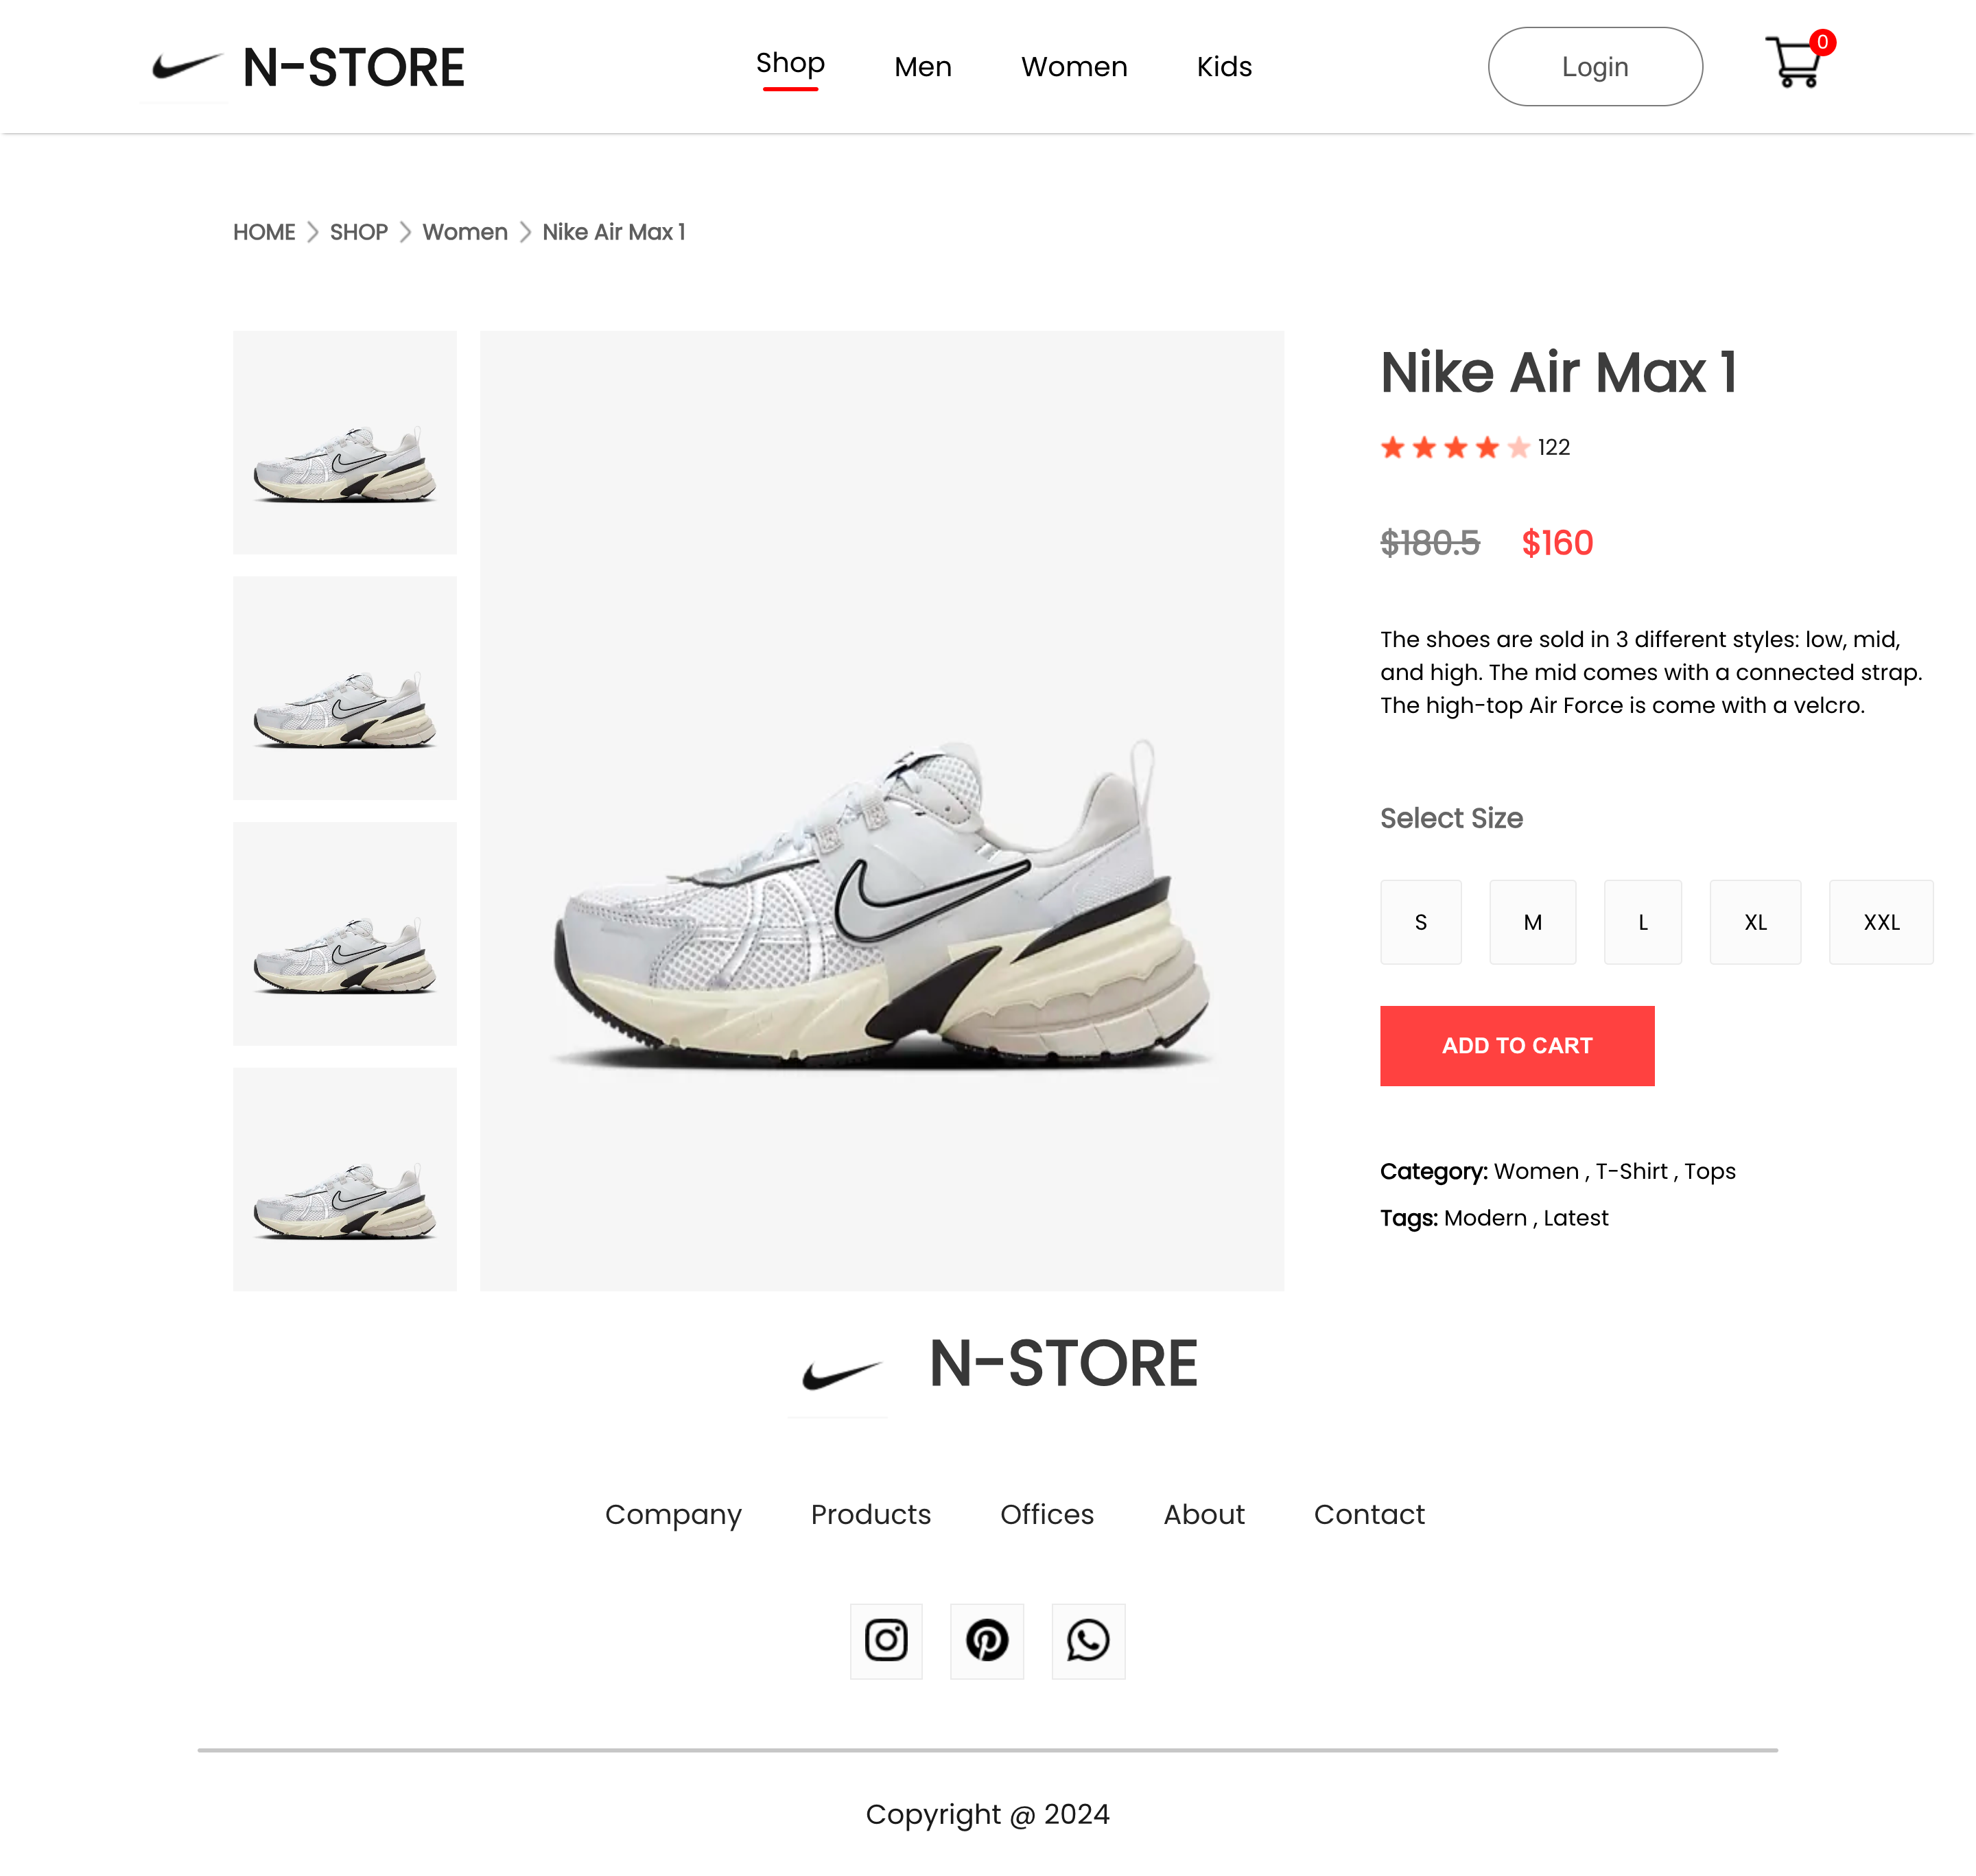 N-STORE
Shop Men Women Kids
Login
0
HOME SHOP Women Nike Air Max 1
Nike Air Max 1
122
$180.5 $160
The shoes are sold in 3 different styles: low, mid,
and high. The mid comes with a connected strap.
The high-top Air Force is come with a velcro.
Select Size
S M L XL XXL
ADD TO CART
Category: Women , T-Shirt , Tops
Tags: Modern , Latest
N-STORE
Company Products Offices About Contact
Copyright @ 2024